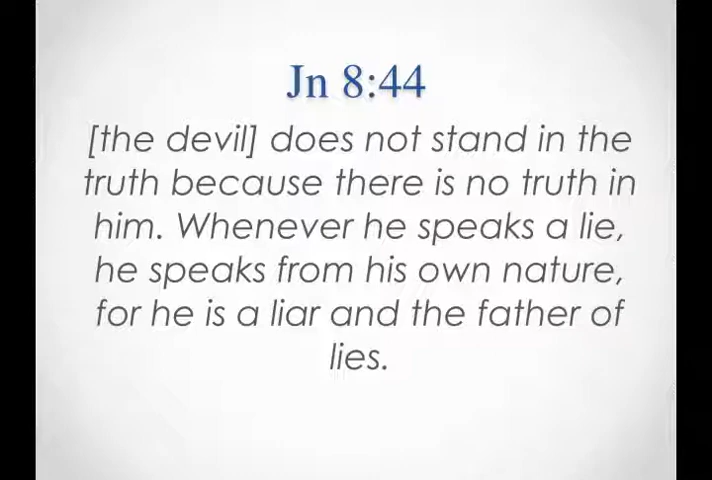 Jn 8:44
[the devil] does not stand in the
truth because there is no truth in
him. Whenever he speaks a lie,
he speaks from his own nature,
for he is a liar and the father of
lies.